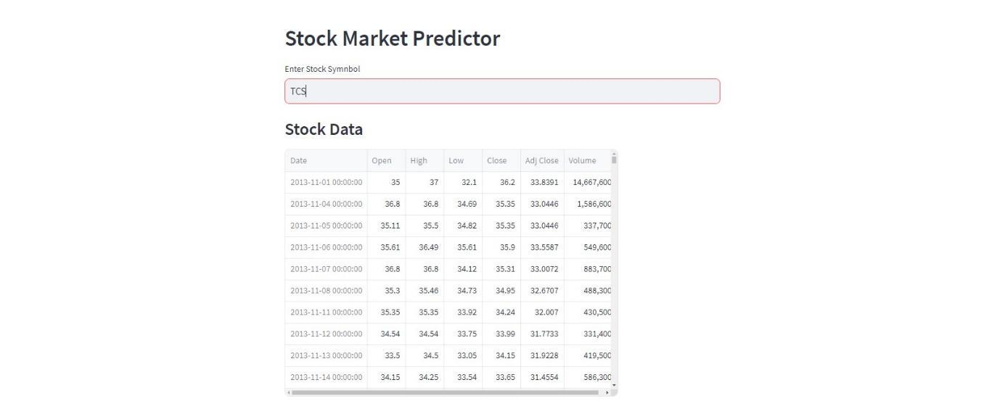 Stock Market Predictor
Enter Stock Symnbol
TCS
Stock Data
Date Open High Low Close Adj Close Volume
2013-11-01 00:00:00 35 37 32.1 36.2 33.8391 14,667,600
2013-11-04 00:00:00 36.8 36.8 34.69 35.35 33.0446 1,586,600
2013-11-05 00:00:00 35.11 35.5 34.82 35.35 33.0446 337,700
2013-11-06 00:00:00 35.61 36.49 35.61 35.9 33.5587 549,600
2013-11-07 00:00:00 36.8 36.8 34.12 35.31 33.0072 883,700
2013-11-08 00:00:00 35.3 35.46 34.73 34.95 32.6707 488,300
2013-11-11 00:00:00 35.35 35.35 33.92 34.24 32.007 430,500
2013-11-12 00:00:00 34.54 34.54 33.75 33.99 31.7733 331,400
2013-11-13 00:00:00 33.5 34.5 33.05 34.15 31.9228 419,500
2013-11-14 00:00:00 34.15 34.25 33.54 33.65 31.4554 586,300